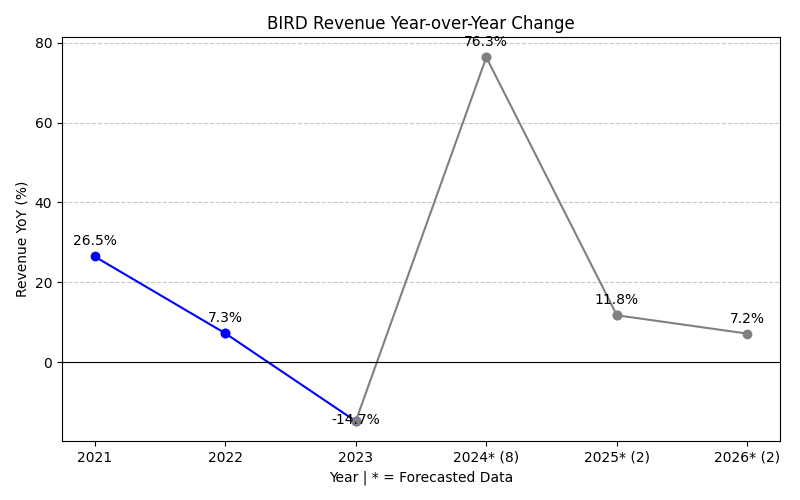 BIRD Revenue Year-over-Year Change
76.3%
80
60
40
26.5%
20
11.8%
7.3%
7.2%
0
-14.7%
Revenue YoY (%)
2021 2022 2023 2024* (8) 2025* (2) 2026* (2)
Year | * = Forecasted Data